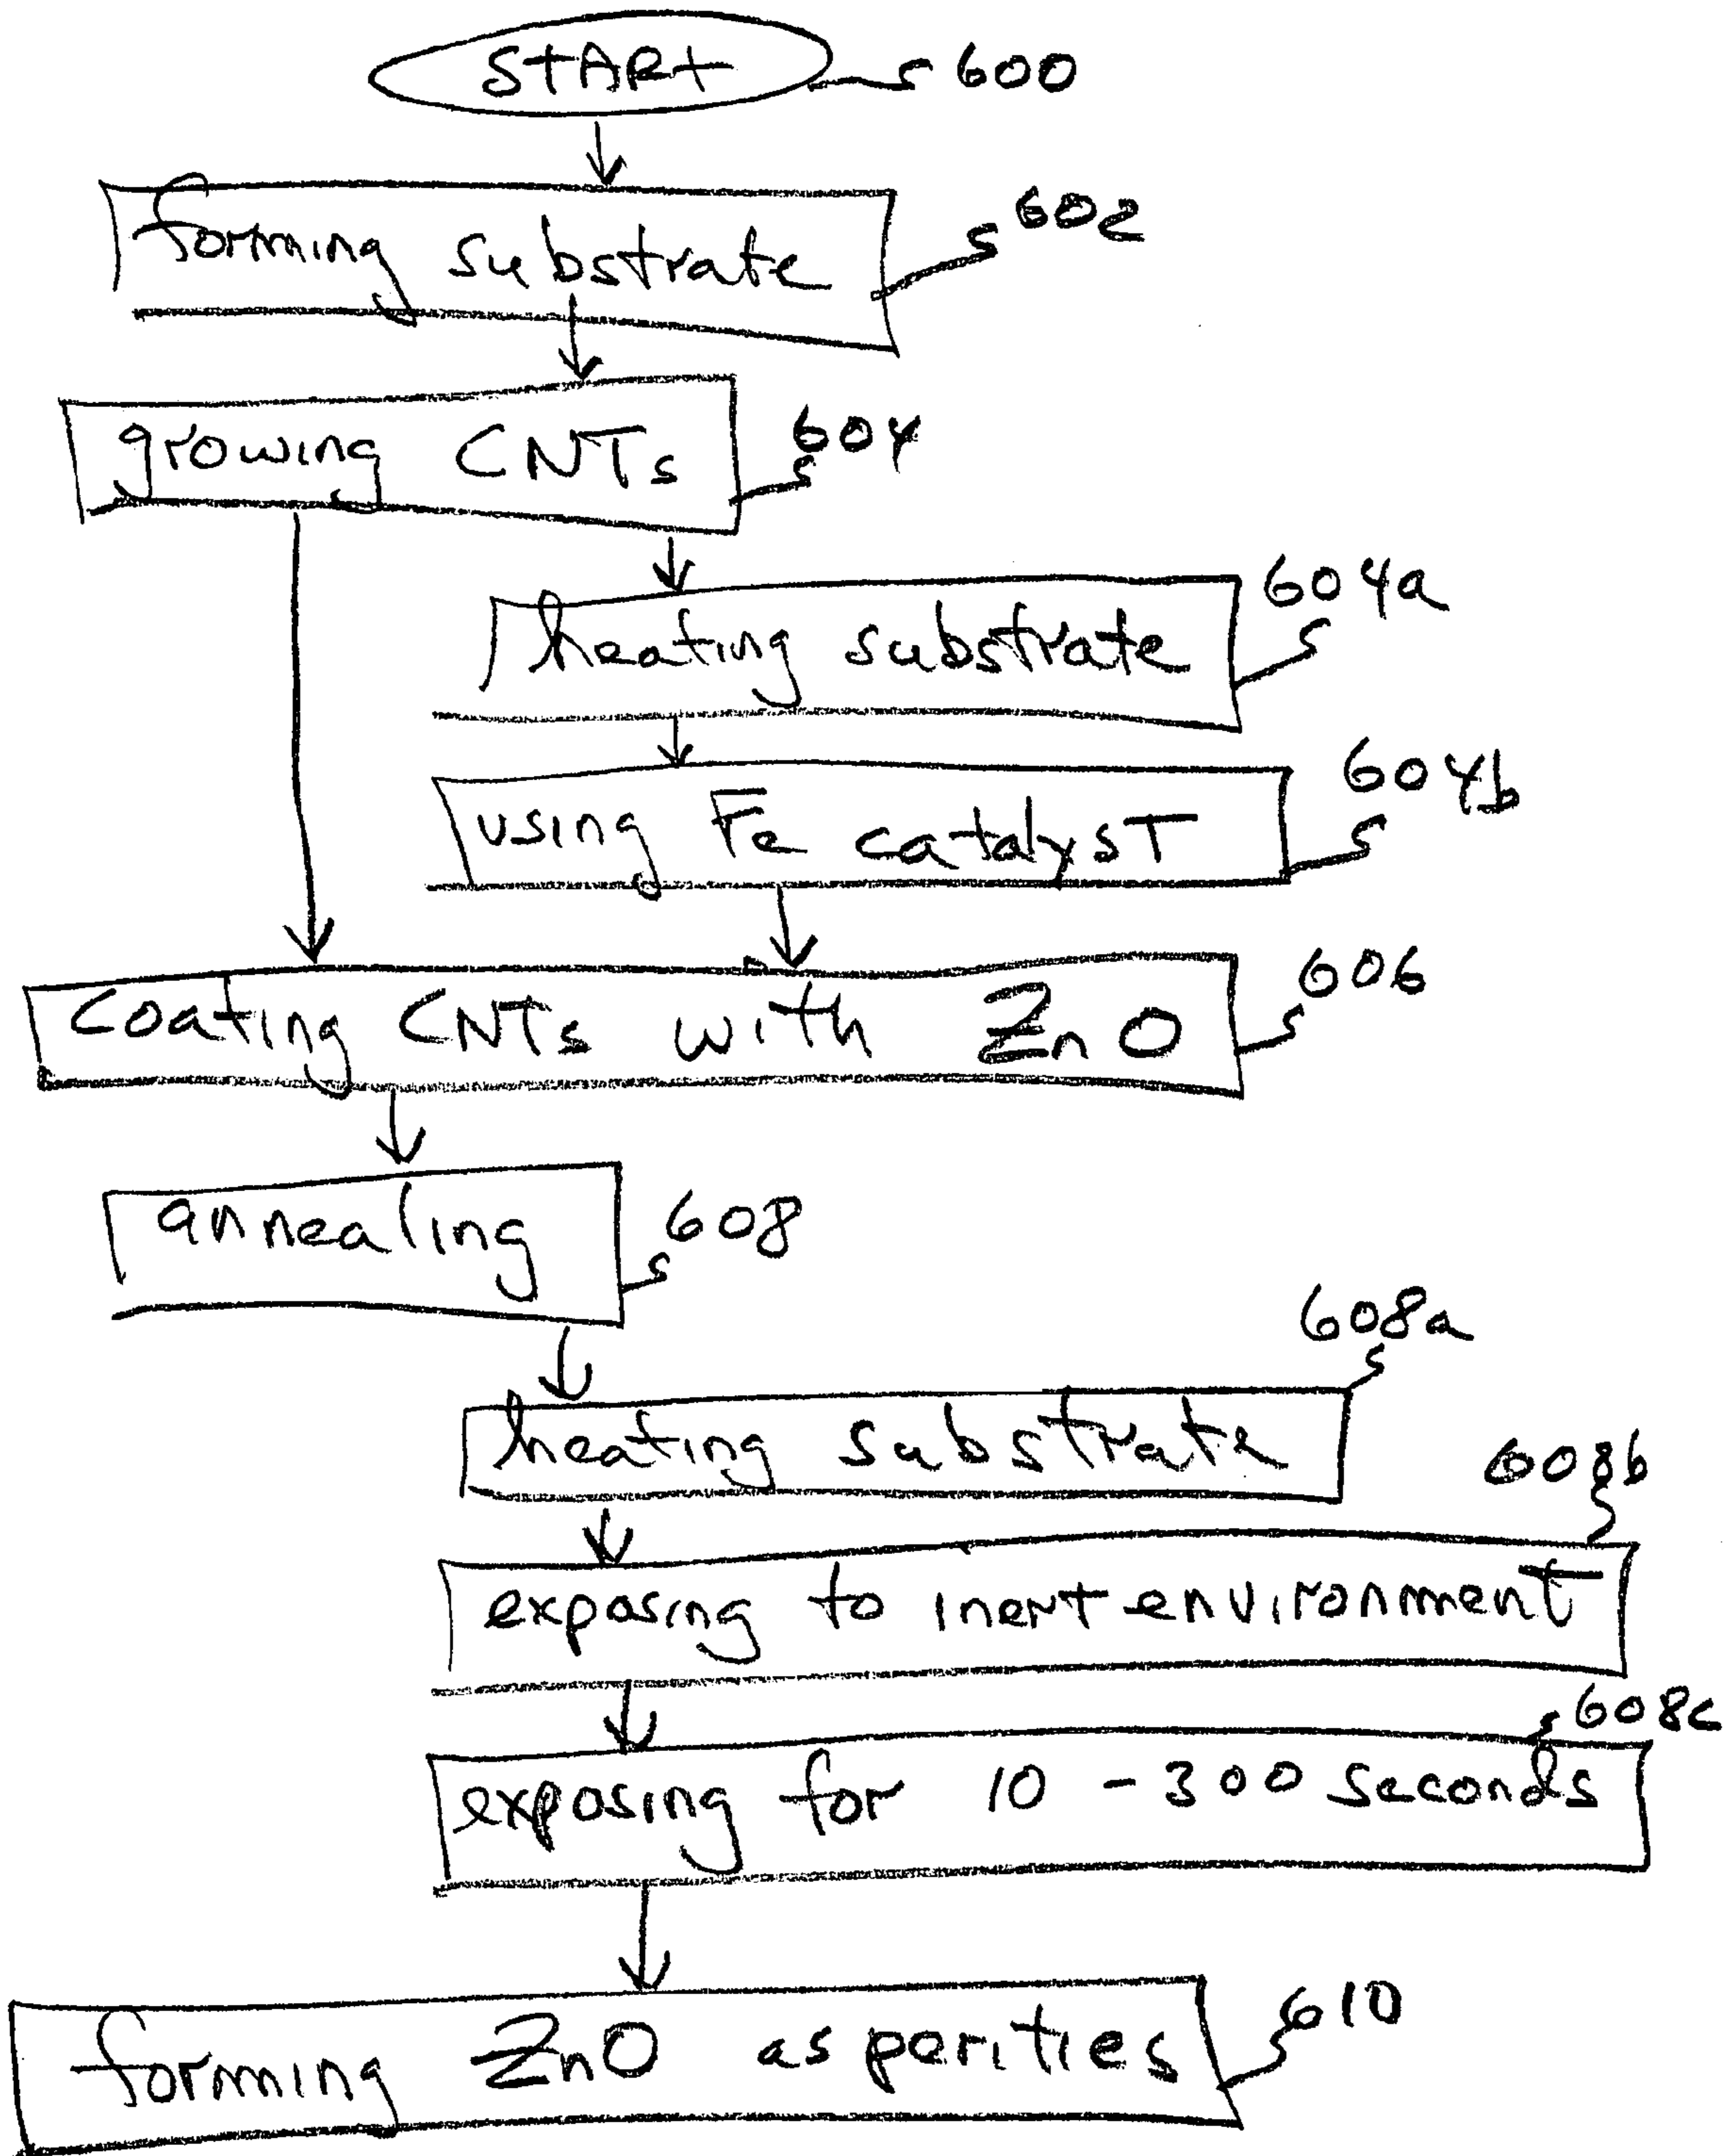 START 600
forming substrate 602
growing CNTs 604
heating substrate 604a
using Fe catalyst 604b
coating CNTs with ZnO 606
annealing 608
608a
heating substrate
608b
exposing to inert environment
608c
exposing for 10 - 300 seconds
forming ZnO asperities 610